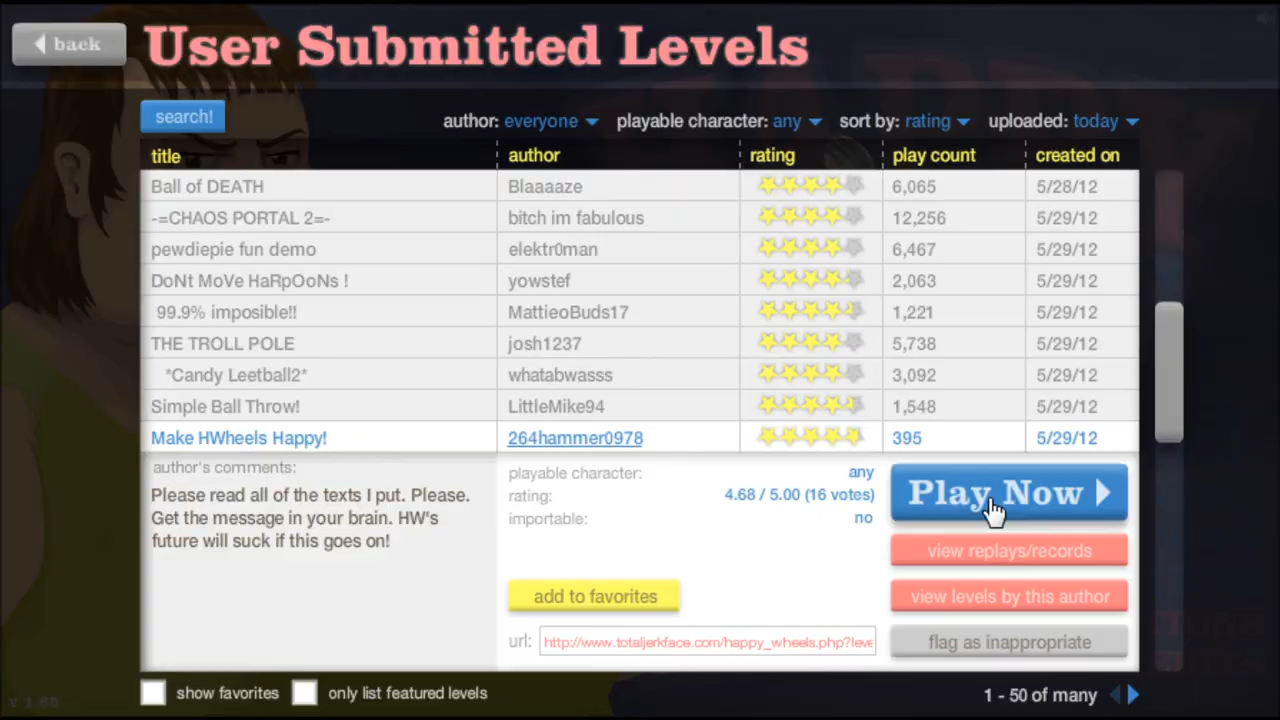 back
User Submitted Levels
search!
author: everyone playable character: any sort by: rating uploaded: today
title author rating play count created on
Ball of DEATH Blaaaaze 6,065 5/28/12
-=CHAOS PORTAL 2=- bitch im fabulous 12,256 5/29/12
pewdiepie fun demo elektr0man 6,467 5/29/12
DoNt MoVe HaRpOoNs ! yowstef 2,063 5/29/12
99.9% imposible!! MattieoBuds17 1,221 5/29/12
THE TROLL POLE josh1237 5,738 5/29/12
*Candy Leetball2* whatabwasss 3,092 5/29/12
Simple Ball Throw! LittleMike94 1,548 5/29/12
Make HWheels Happy! 264hammer0978 395 5/29/12
author's comments:
Please read all of the texts I put. Please.
Get the message in your brain. HW's
future will suck if this goes on!
playable character: any
rating: 4.68 / 5.00 (16 votes)
importable: no
add to favorites
url: http://www.totaljerkface.com/happy_wheels.php?leve
Play Now
view replays/records
view levels by this author
flag as inappropriate
show favorites only list featured levels
1 - 50 of many